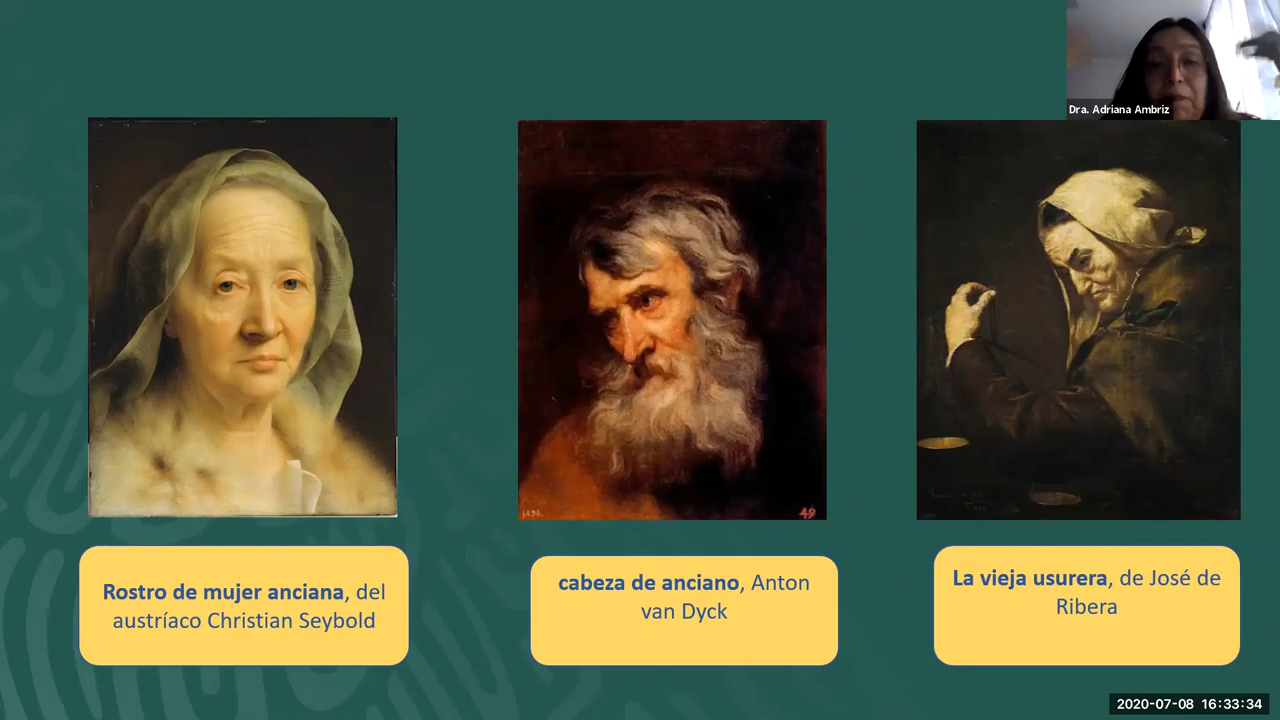 Dra. Adriana Ambriz
1494.
49
Rostro de mujer anciana, del
austríaco Christian Seybold
cabeza de anciano, Anton
van Dyck
La vieja usurera, de José de
Ribera
2020-07-08 16:33:34